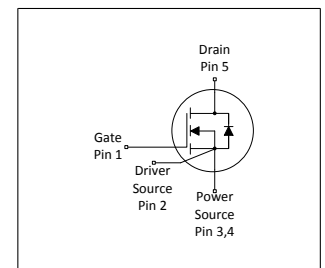 Drain
Pin 5
Gate
Pin 1
Driver
Source
Pin 2
Power
Source
Pin 3,4